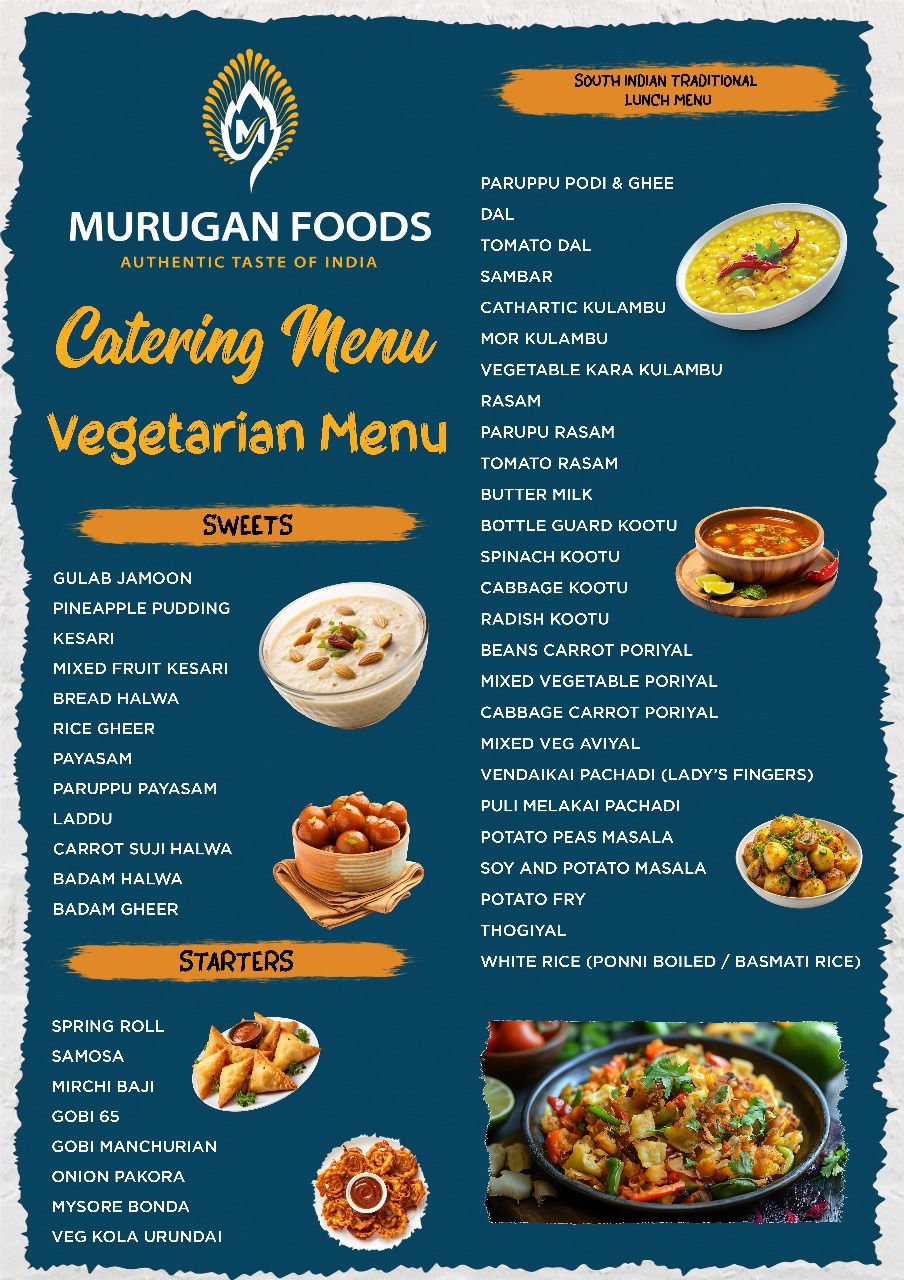 M
MURUGAN FOODS
AUTHENTIC TASTE OF INDIA
Catering Menu
Vegetarian Menu
SWEETS
GULAB JAMOON
PINEAPPLE PUDDING
KESARI
MIXED FRUIT KESARI
BREAD HALWA
RICE GHEER
PAYASAM
PARUPPU PAYASAM
LADDU
CARROT SUJI HALWA
BADAM HALWA
BADAM GHEER
STARTERS
SPRING ROLL
SAMOSA
MIRCHI BAJI
GOBI 65
GOBI MANCHURIAN
ONION PAKORA
MYSORE BONDA
VEG KOLA URUNDAI
SOUTH INDIAN TRADITIONAL
LUNCH MENU
PARUPPU PODI & GHEE
DAL
TOMATO DAL
SAMBAR
CATHARTIC KULAMBU
MOR KULAMBU
VEGETABLE KARA KULAMBU
RASAM
PARUPU RASAM
TOMATO RASAM
BUTTER MILK
BOTTLE GUARD KOOTU
SPINACH KOOTU
CABBAGE KOOTU
RADISH KOOTU
BEANS CARROT PORIYAL
MIXED VEGETABLE PORIYAL
CABBAGE CARROT PORIYAL
MIXED VEG AVIYAL
VENDAIKAI PACHADI (LADY'S FINGERS)
PULI MELAKAI PACHADI
POTATO PEAS MASALA
SOY AND POTATO MASALA
POTATO FRY
THOGIYAL
WHITE RICE (PONNI BOILED / BASMATI RICE)